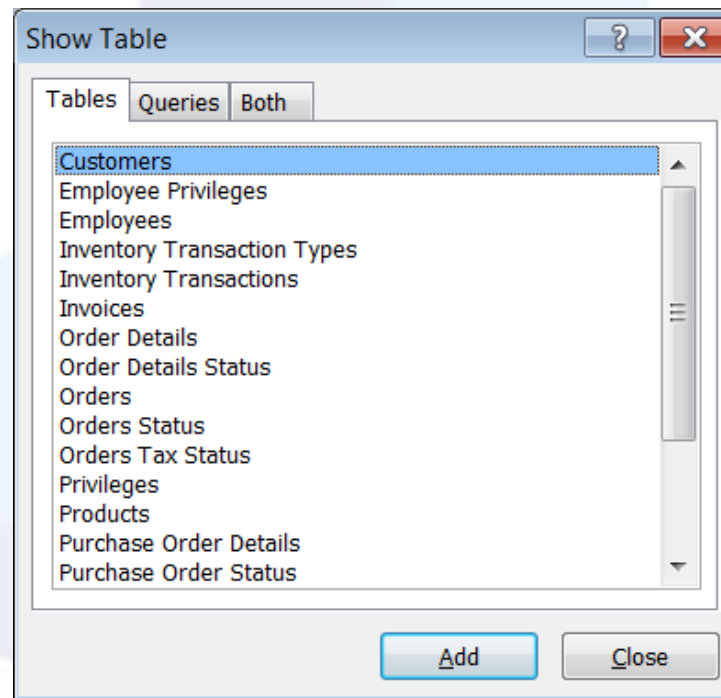 Show Table
?
Tables Queries Both
Customers
Employee Privileges
Employees
Inventory Transaction Types
Inventory Transactions
Invoices
Order Details
Order Details Status
Orders
Orders Status
Orders Tax Status
Privileges
Products
Purchase Order Details
Purchase Order Status
Add Close